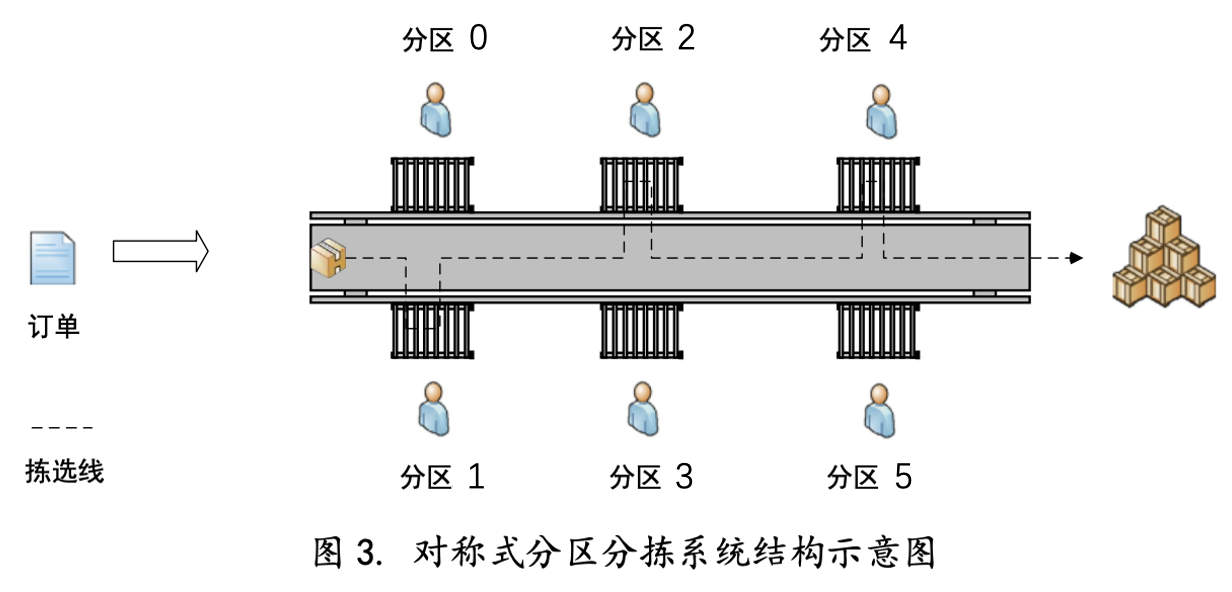 分区 0
分区 2
分区 4
订单
拣选线
分区 1
分区 3
分区 5
图 3. 对称式分区分拣系统结构示意图